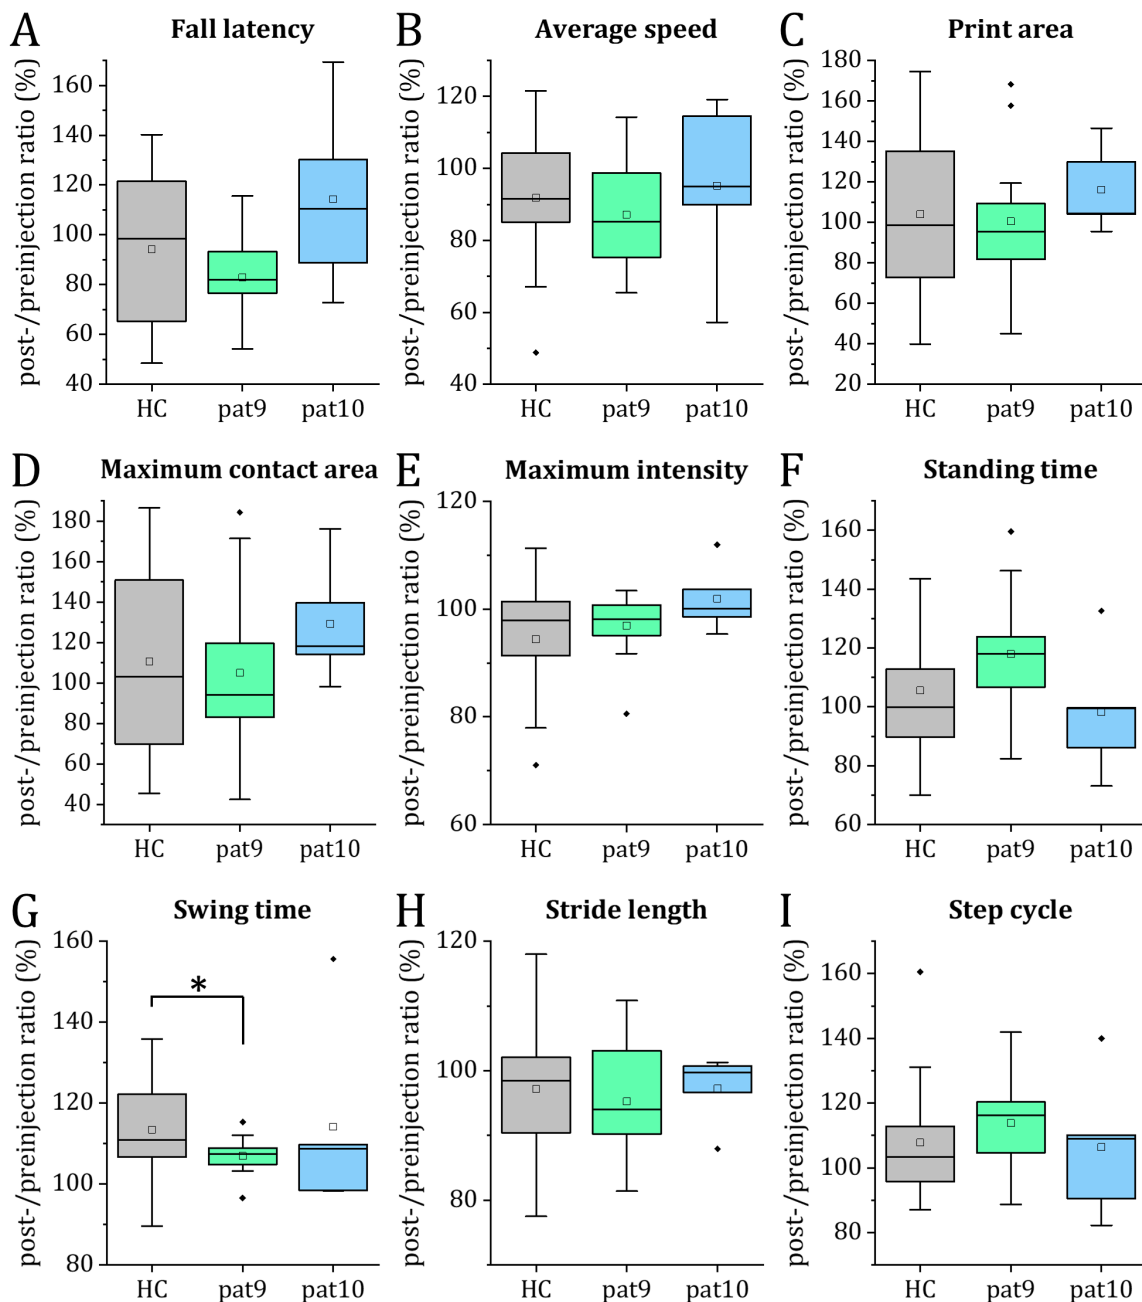 A Fall latency
post-/preinjection ratio (%)
160
140
120
100
80
60
40
HC pat9 pat10
B Average speed
post-/preinjection ratio (%)
120
100
80
60
40
HC pat9 pat10
C Print area
post-/preinjection ratio (%)
180
160
140
120
100
80
60
40
20
HC pat9 pat10
D Maximum contact area
post-/preinjection ratio (%)
180
160
140
120
100
80
60
40
HC pat9 pat10
E Maximum intensity
post-/preinjection ratio (%)
120
100
80
60
HC pat9 pat10
F Standing time
post-/preinjection ratio (%)
160
140
120
100
80
60
HC pat9 pat10
G Swing time
post-/preinjection ratio (%)
160
140
120
100
80
*
HC pat9 pat10
H Stride length
post-/preinjection ratio (%)
120
100
80
HC pat9 pat10
I Step cycle
post-/preinjection ratio (%)
160
140
120
100
80
HC pat9 pat10